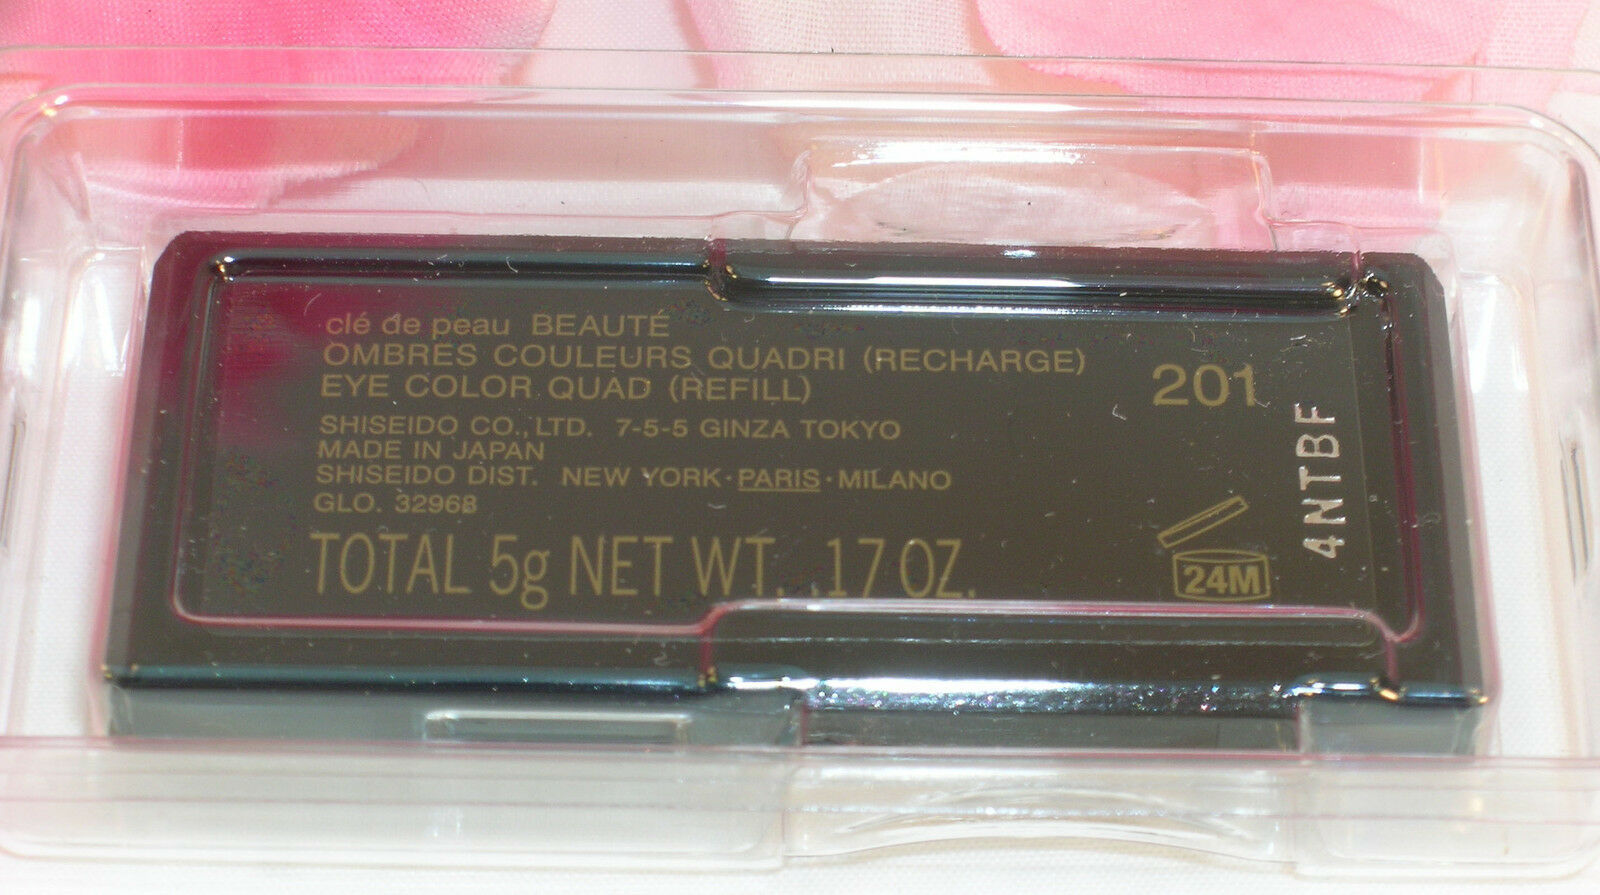 clé de peau BEAUTÉ
OMBRES COULEURS QUADRI (RECHARGE)
EYE COLOR QUAD (REFILL)
201
SHISEIDO CO., LTD. 7-5-5 GINZA TOKYO
MADE IN JAPAN
SHISEIDO DIST. NEW YORK · PARIS · MILANO
GLO. 32968
TOTAL 5g NET WT. .17 OZ.
24M
4NTBF